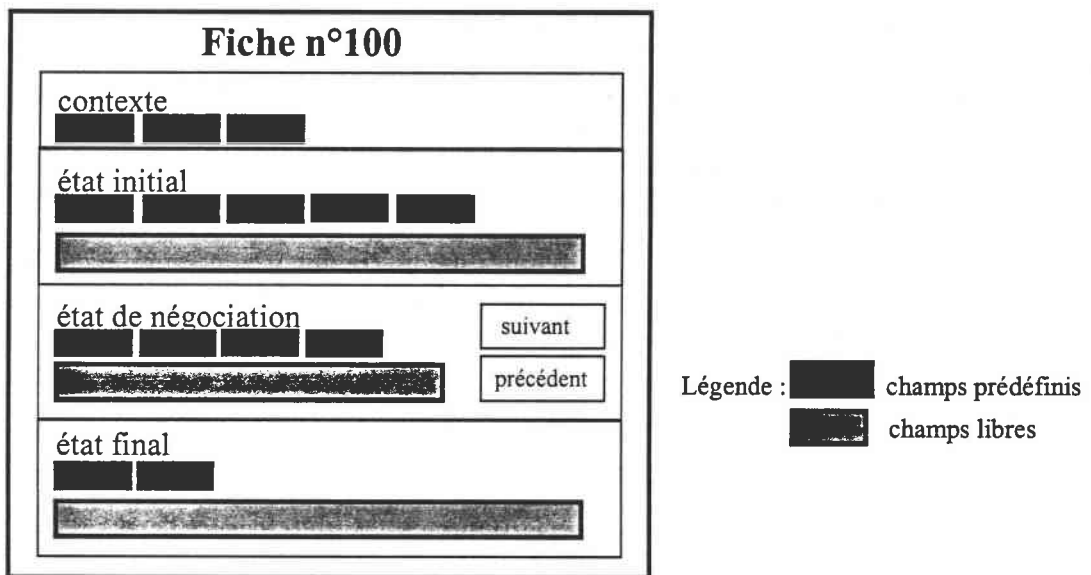 Fiche n°100
contexte
état initial
état de négociation
suivant
précédent
état final
Légende : champs prédéfinis
champs libres